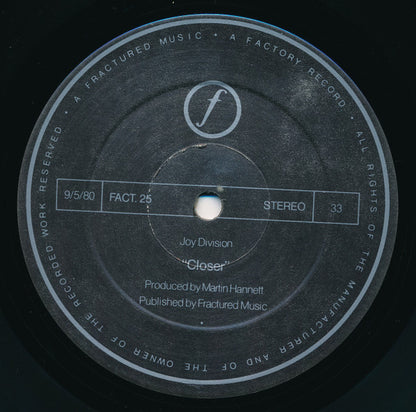 · A FRACTURED MUSIC · A FACTORY RECORD · ALL RIGHTS OF THE MANUFACTURER AND OF THE OWNER OF THE RECORDED WORK RESERVED
f
9/5/80 FACT. 25 STEREO 33
Joy Division
"Closer"
Produced by Martin Hannett
Published by Fractured Music